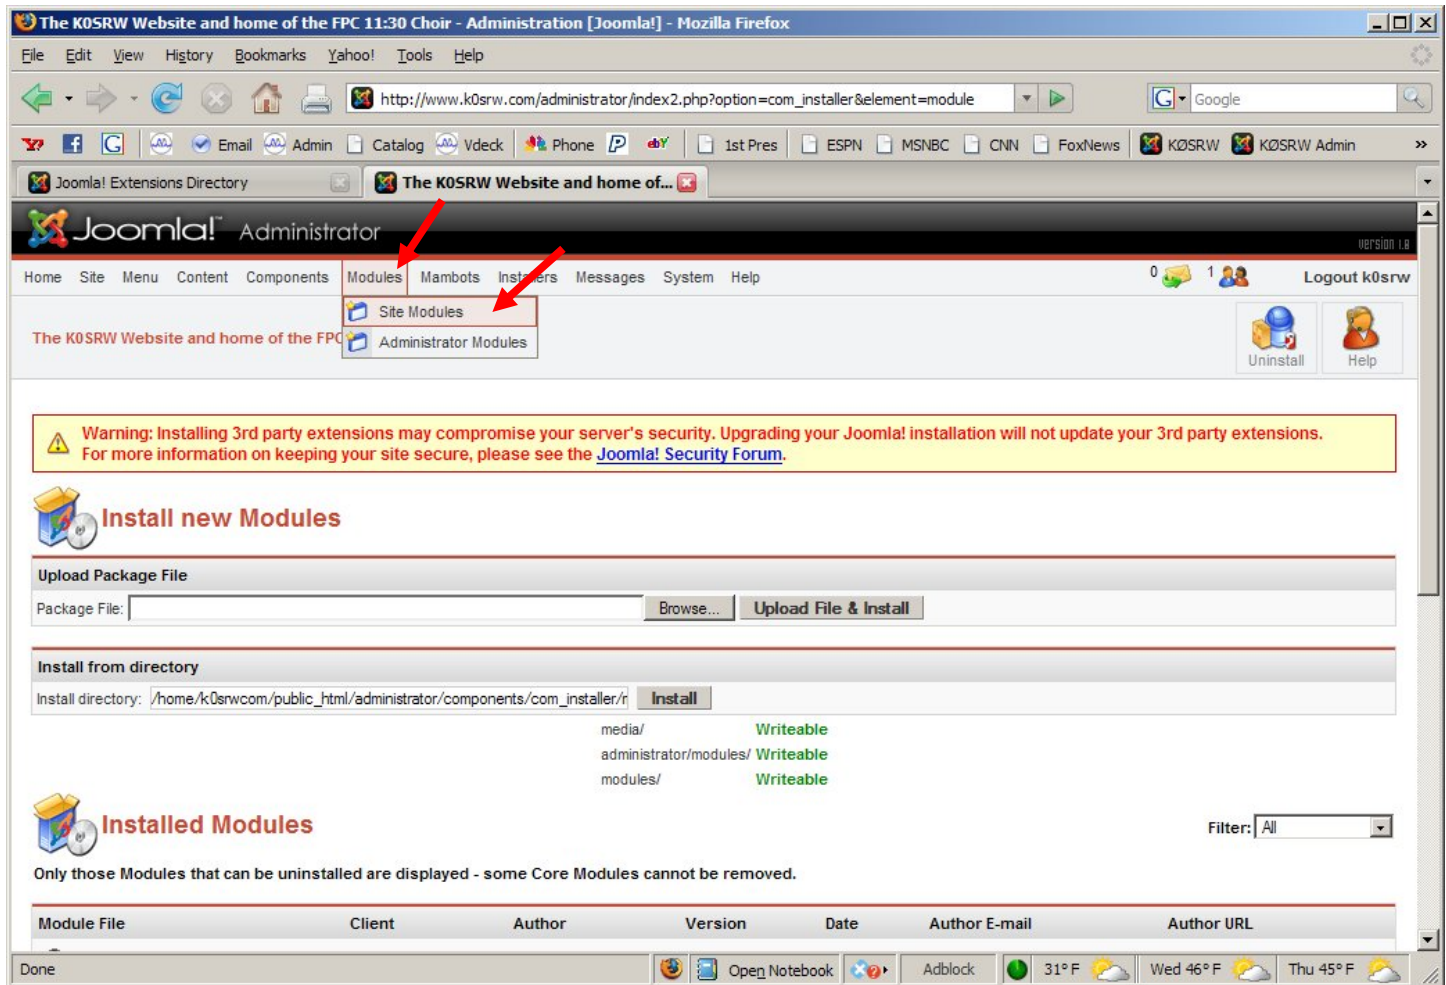 The K0SRW Website and home of the FPC 11:30 Choir - Administration [Joomla!] - Mozilla Firefox
File Edit View History Bookmarks Yahoo! Tools Help
http://www.k0srw.com/administrator/index2.php?option=com_installer&element=module G Google
Y? f G Email Admin Catalog Vdeck Phone P ebY 1st Pres ESPN MSNBC CNN FoxNews KØSRW KØSRW Admin »
Joomla! Extensions Directory The K0SRW Website and home of...
Joomla!™ Administrator
version 1.0
Home Site Menu Content Components Modules Mambots Installers Messages System Help 0 1 Logout k0srw
Site Modules
The K0SRW Website and home of the FPC Administrator Modules
Uninstall Help
Warning: Installing 3rd party extensions may compromise your server's security. Upgrading your Joomla! installation will not update your 3rd party extensions.
For more information on keeping your site secure, please see the Joomla! Security Forum.
Install new Modules
Upload Package File
Package File: Browse... Upload File & Install
Install from directory
Install directory: /home/k0srwcom/public_html/administrator/components/com_installer/r Install
media/ Writeable
administrator/modules/ Writeable
modules/ Writeable
Installed Modules
Filter: All
Only those Modules that can be uninstalled are displayed - some Core Modules cannot be removed.
Module File Client Author Version Date Author E-mail Author URL
Done Open Notebook Adblock 31° F Wed 46° F Thu 45° F